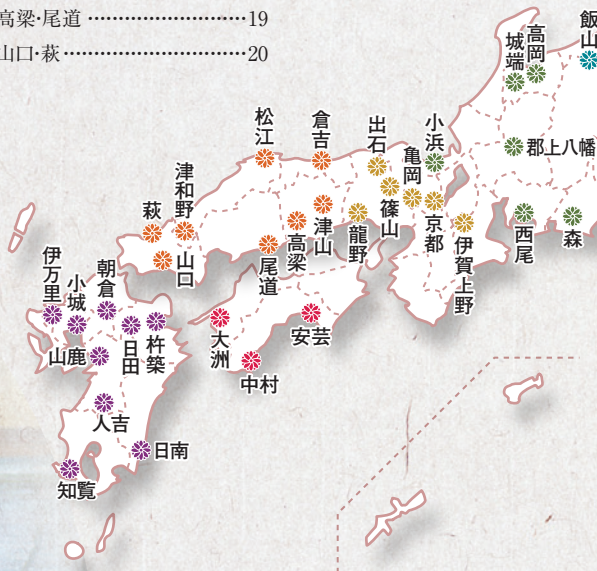 高梁・尾道 …………………………19
山口・萩 ……………………………20
飯山
高岡
城端
郡上八幡
西尾
森
小浜
出石
亀岡
篠山
京都
龍野
伊賀上野
松江
倉吉
津山
高梁
尾道
津和野
萩
山口
大洲
安芸
中村
伊万里
小城
朝倉
日田
杵築
山鹿
人吉
日南
知覧